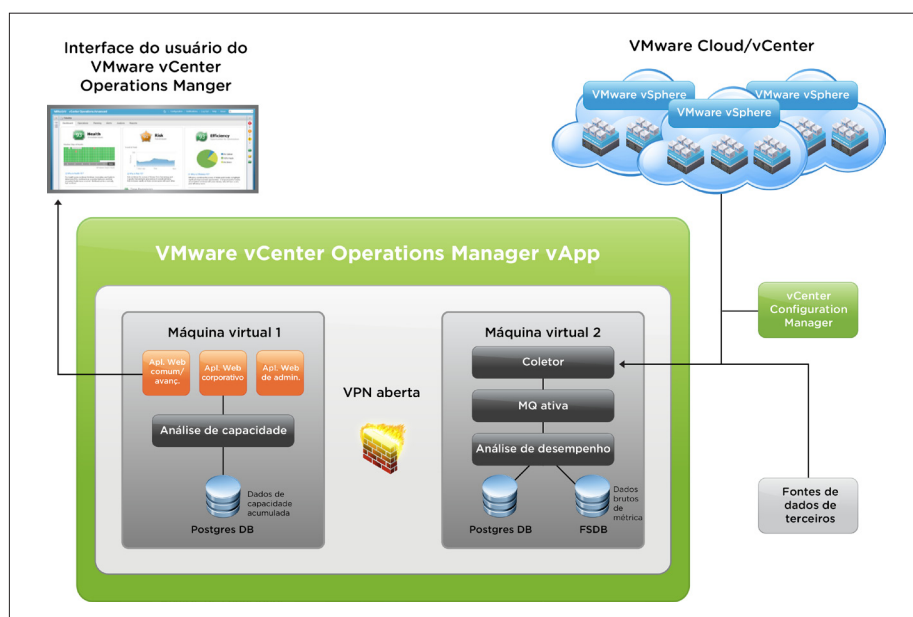 Interface do usuário do
VMware vCenter
Operations Manger
VMware Cloud/vCenter
VMware vSphere
VMware vSphere
VMware vSphere
Health
Risk
Efficiency
VMware vCenter Operations Manager vApp
Máquina virtual 1
Apl. Web
comum/
avanç.
Apl. Web
corporativo
Apl. Web
de admin.
Análise de capacidade
Dados de
capacidade
acumulada
Postgres DB
VPN aberta
Máquina virtual 2
Coletor
MQ ativa
Análise de desempenho
Dados
brutos
de
métrica
Postgres DB
FSDB
vCenter
Configuration
Manager
Fontes de
dados de
terceiros